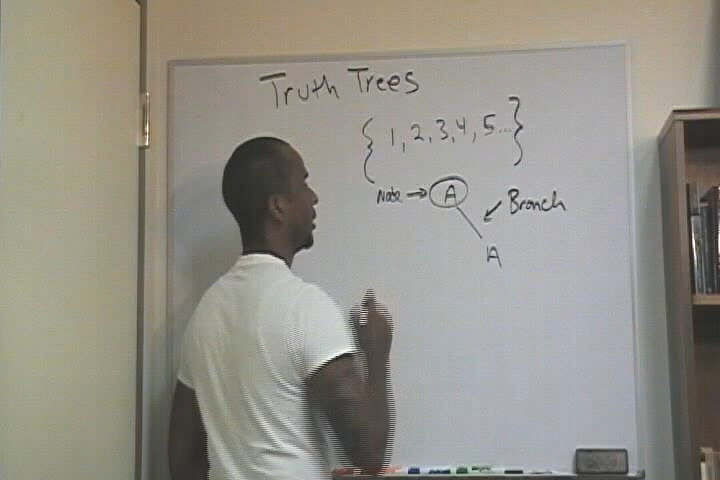 Truth Trees
{1, 2, 3, 4, 5...}
Node → A
Branch
A